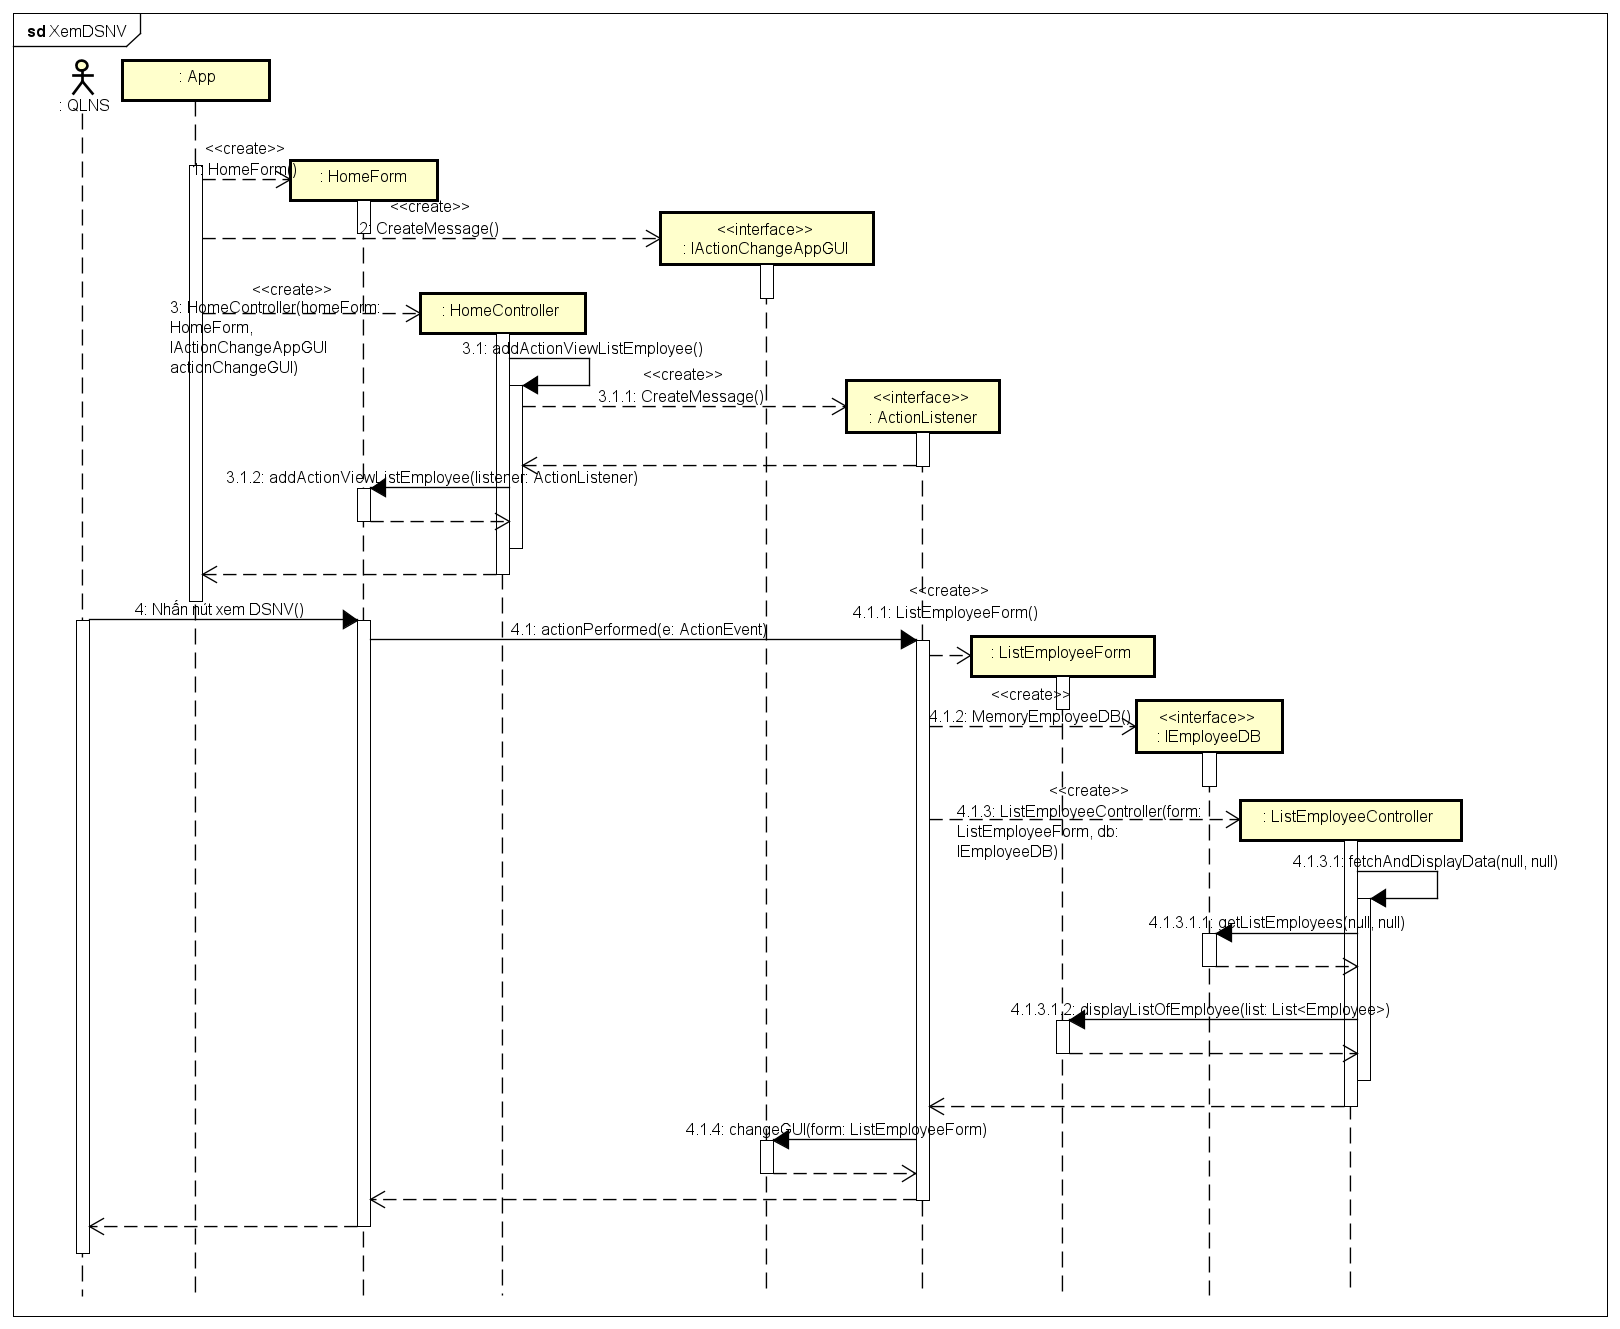 sd XemDSNV
: QLNS
: App
<<create>>
1: HomeForm()
: HomeForm
<<create>>
2: CreateMessage()
<<interface>>
: IActionChangeAppGUI
<<create>>
3: HomeController(homeForm:
HomeForm,
IActionChangeAppGUI
actionChangeGUI)
: HomeController
3.1: addActionViewListEmployee()
<<create>>
3.1.1: CreateMessage()
<<interface>>
: ActionListener
3.1.2: addActionViewListEmployee(listener: ActionListener)
4: Nhấn nút xem DSNV()
4.1: actionPerformed(e: ActionEvent)
<<create>>
4.1.1: ListEmployeeForm()
: ListEmployeeForm
<<create>>
4.1.2: MemoryEmployeeDB()
<<interface>>
: IEmployeeDB
<<create>>
4.1.3: ListEmployeeController(form:
ListEmployeeForm, db:
IEmployeeDB)
: ListEmployeeController
4.1.3.1: fetchAndDisplayData(null, null)
4.1.3.1.1: getListEmployees(null, null)
4.1.3.1.2: displayListOfEmployee(list: List<Employee>)
4.1.4: changeGUI(form: ListEmployeeForm)